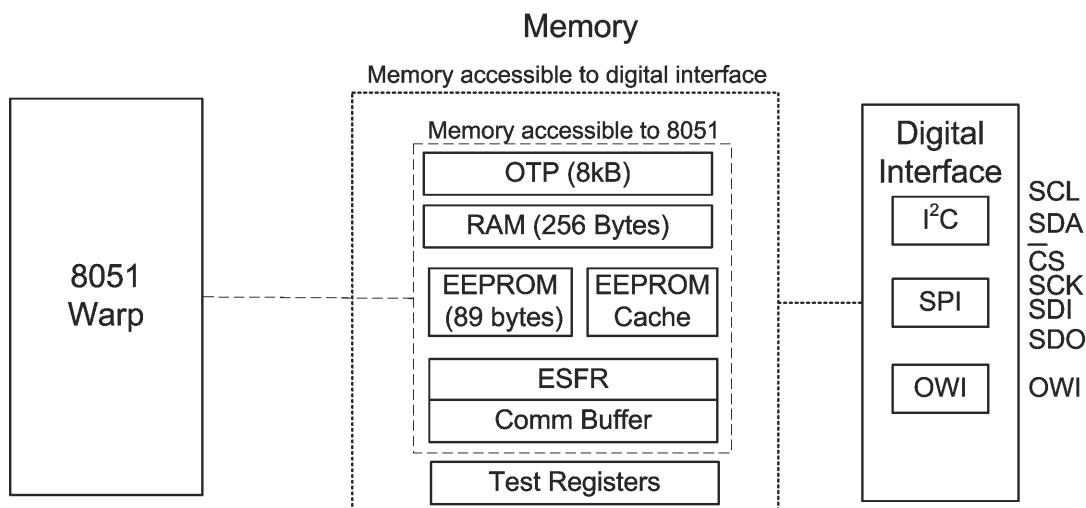 Memory
Memory accessible to digital interface
Memory accessible to 8051
OTP (8kB)
RAM (256 Bytes)
EEPROM
(89 bytes)
EEPROM
Cache
ESFR
Comm Buffer
Test Registers
8051
Warp
Digital
Interface
I²C
SPI
OWI
SCL
SDA
C̅S
SCK
SDI
SDO
OWI